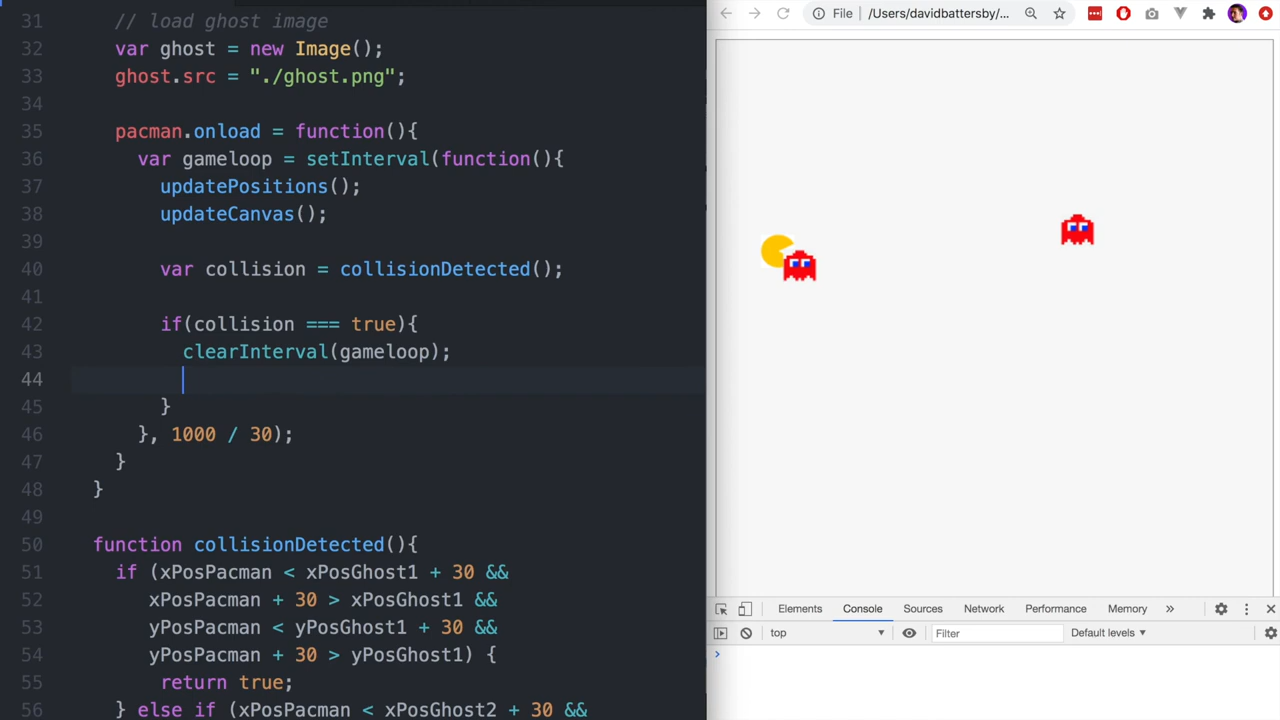 31 // load ghost image
32 var ghost = new Image();
33 ghost.src = "./ghost.png";
34
35 pacman.onload = function(){
36 var gameloop = setInterval(function(){
37 updatePositions();
38 updateCanvas();
39
40 var collision = collisionDetected();
41
42 if(collision === true){
43 clearInterval(gameloop);
44
45 }
46 }, 1000 / 30);
47 }
48 }
49
50 function collisionDetected(){
51 if (xPosPacman < xPosGhost1 + 30 &&
52 xPosPacman + 30 > xPosGhost1 &&
53 yPosPacman < yPosGhost1 + 30 &&
54 yPosPacman + 30 > yPosGhost1) {
55 return true;
56 } else if (xPosPacman < xPosGhost2 + 30 &&
File /Users/davidbattersby/...
Elements Console Sources Network Performance Memory »
top Filter Default levels